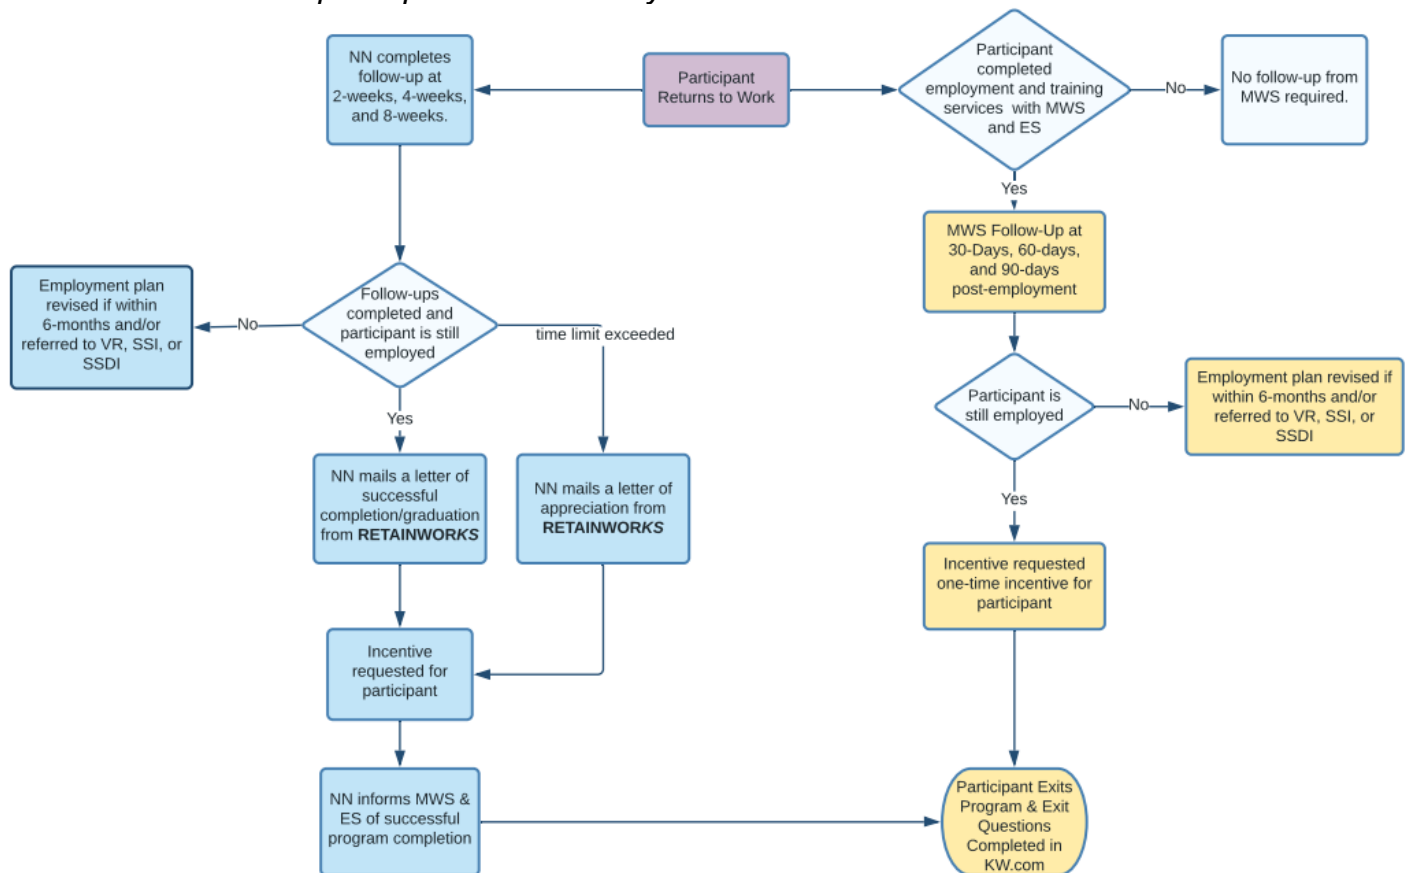 NN completes
follow-up at
2-weeks, 4-weeks,
and 8-weeks.
Participant
Returns to Work
Participant
completed
employment and training
services with MWS
and ES
No
No follow-up from
MWS required.
Yes
MWS Follow-Up at
30-Days, 60-days,
and 90-days
post-employment
Employment plan
revised if within
6-months and/or
referred to VR, SSI, or
SSDI
No
Follow-ups
completed and
participant is still
employed
time limit exceeded
Yes
Participant is
still employed
No
Employment plan revised if
within 6-months and/or
referred to VR, SSI, or
SSDI
Yes
NN mails a letter of
successful
completion/graduation
from RETAINWORKS
NN mails a letter of
appreciation from
RETAINWORKS
Incentive requested
one-time incentive for
participant
Incentive
requested for
participant
NN informs MWS &
ES of successful
program completion
Participant Exits
Program & Exit
Questions
Completed in
KW.com